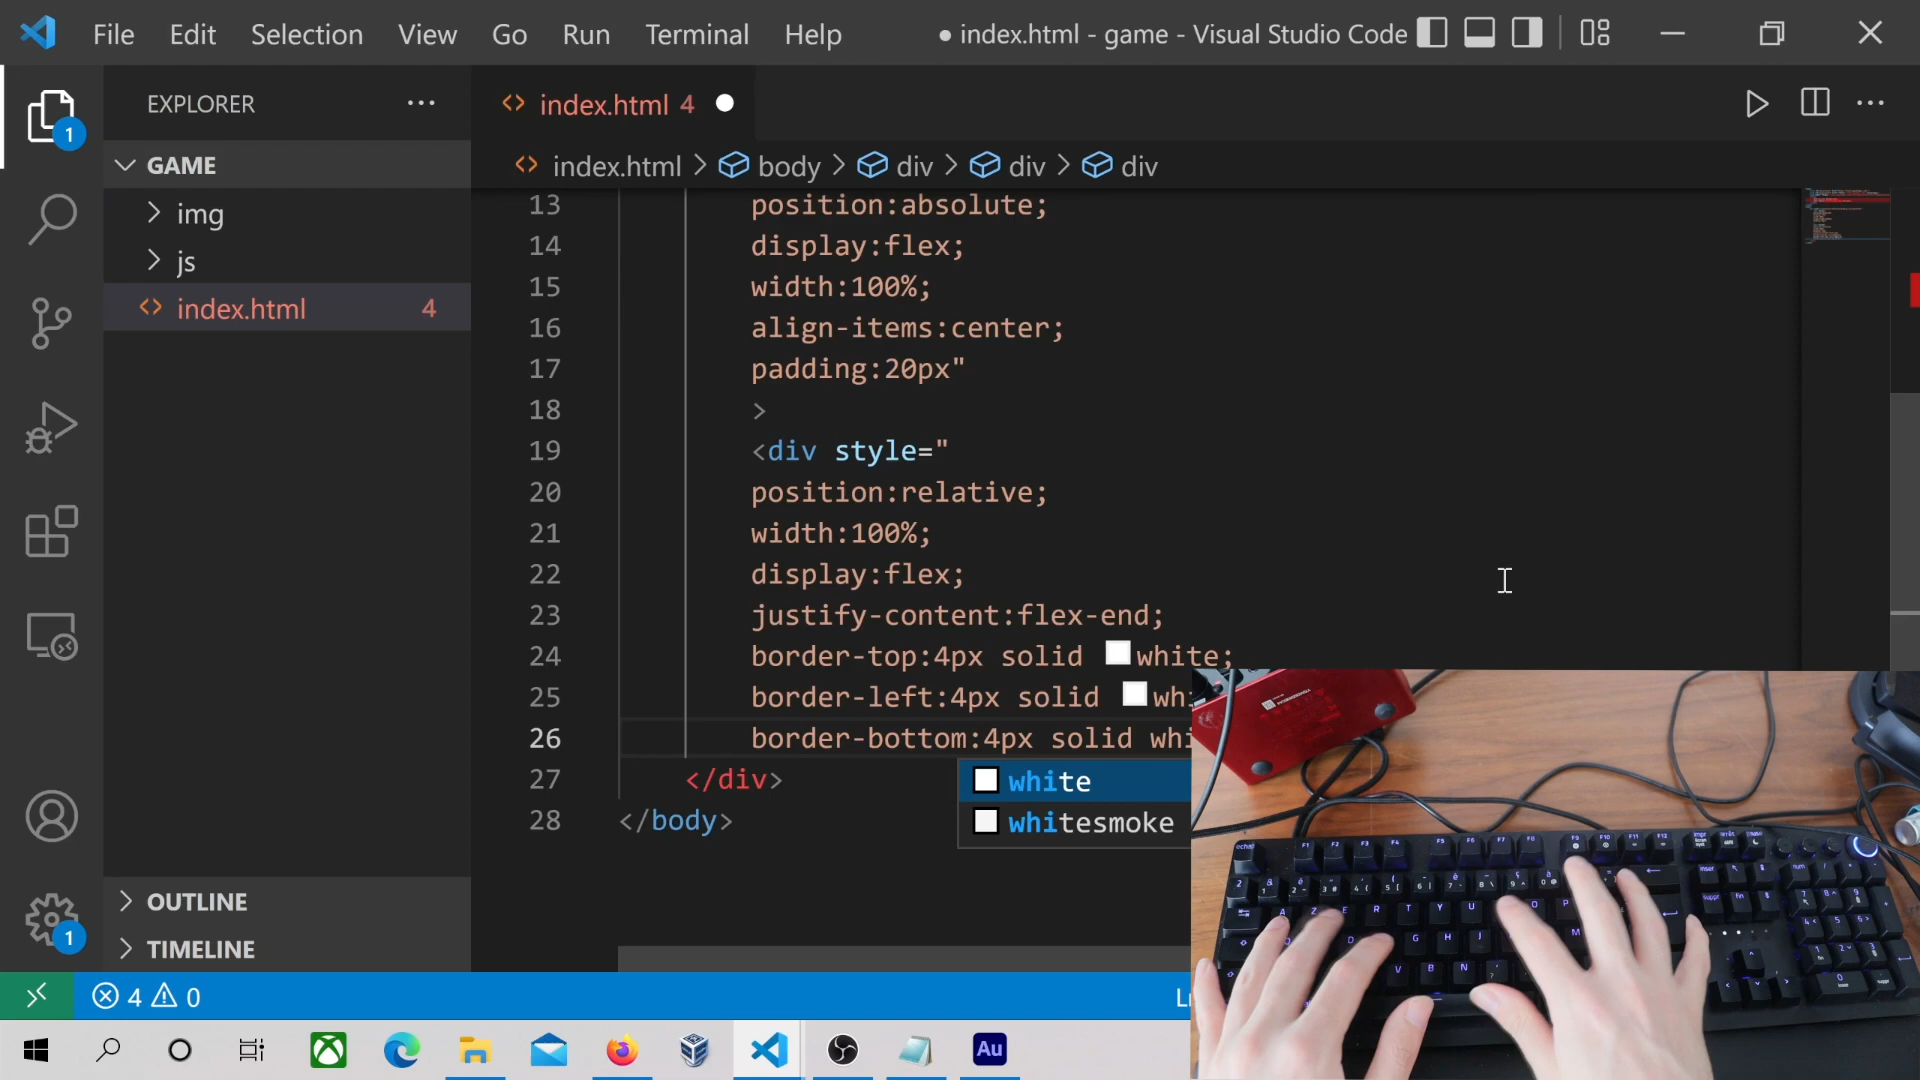 File Edit Selection View Go Run Terminal Help ● index.html - game - Visual Studio Code
EXPLORER
index.html 4
1
GAME
index.html > body > div > div > div
img
js
index.html 4
13 position:absolute;
14 display:flex;
15 width:100%;
16 align-items:center;
17 padding:20px"
18 >
19 <div style="
20 position:relative;
21 width:100%;
22 display:flex;
23 justify-content:flex-end;
24 border-top:4px solid white;
25 border-left:4px solid whi
26 border-bottom:4px solid whi
27 </div>
28 </body>
white
whitesmoke
OUTLINE
TIMELINE
1
4 0
Au